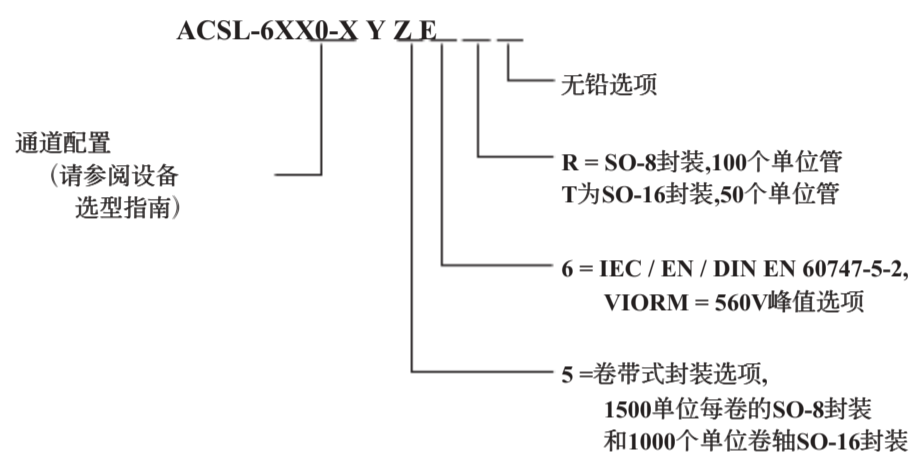 ACSL-6XX0-X Y Z E
无铅选项
通道配置
(请参阅设备
选型指南)
R = SO-8封装,100个单位管
T为SO-16封装,50个单位管
6 = IEC / EN / DIN EN 60747-5-2,
VIORM = 560V峰值选项
5 =卷带式封装选项,
1500单位每卷的SO-8封装
和1000个单位卷轴SO-16封装